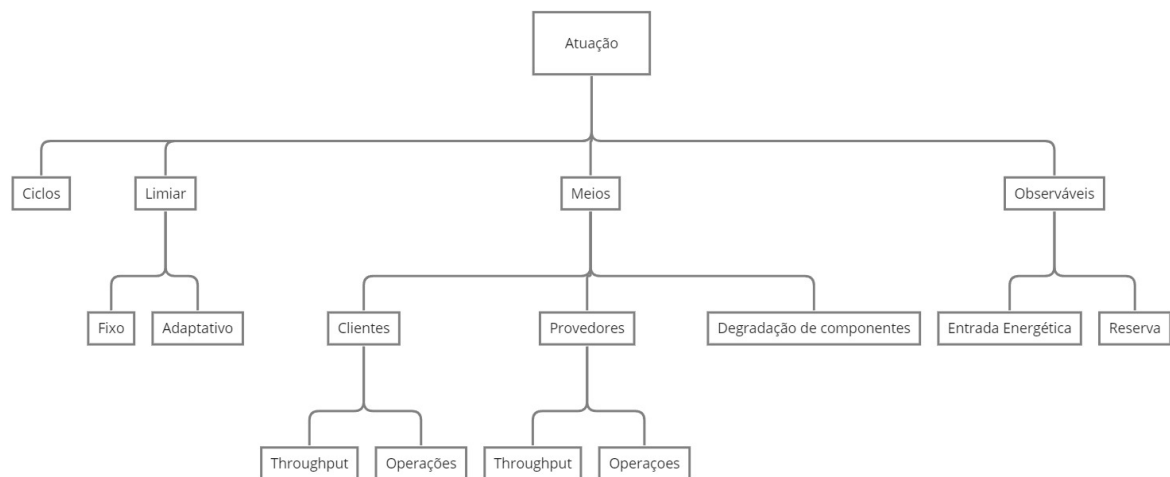 Atuação
Ciclos
Limiar
Meios
Observáveis
Fixo
Adaptativo
Clientes
Provedores
Degradação de componentes
Entrada Energética
Reserva
Throughput
Operações
Throughput
Operaçoes